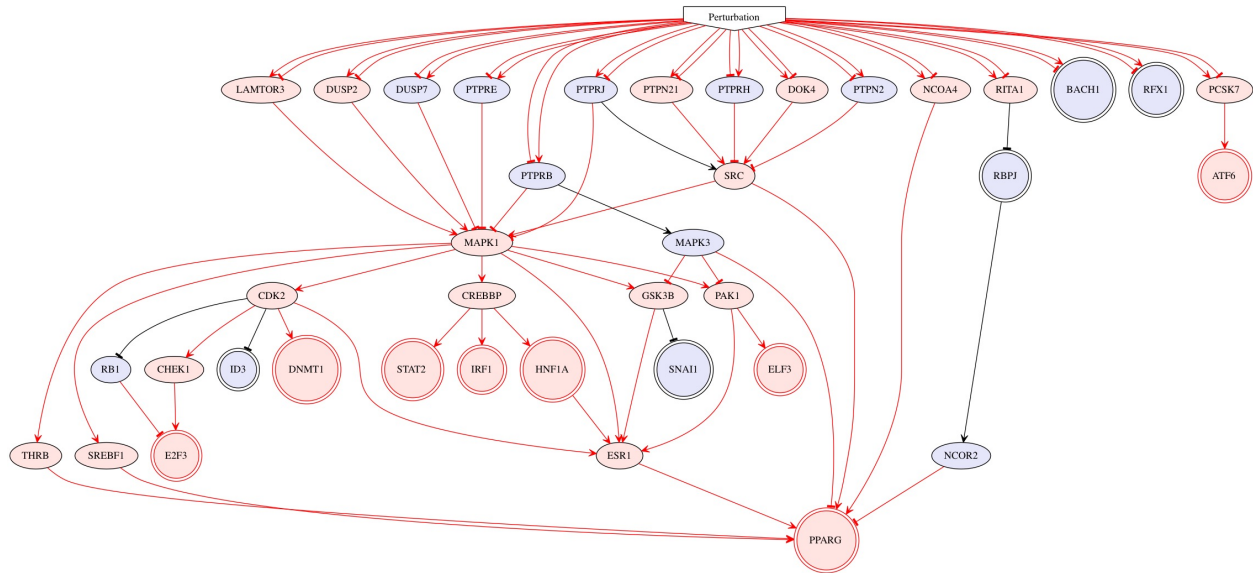 Perturbation
LAMTOR3 DUSP2 DUSP7 PTPRE PTPRJ PTPN21 PTPRH DOK4 PTPN2 NCOA4 RITA1 BACH1 RFX1 PCSK7
PTPRB SRC RBPJ ATF6
MAPK1 MAPK3
CDK2 CREBBP GSK3B PAK1
RB1 CHEK1 ID3 DNMT1 STAT2 IRF1 HNF1A SNAI1 ELF3
THRB SREBF1 E2F3 ESR1 NCOR2
PPARG